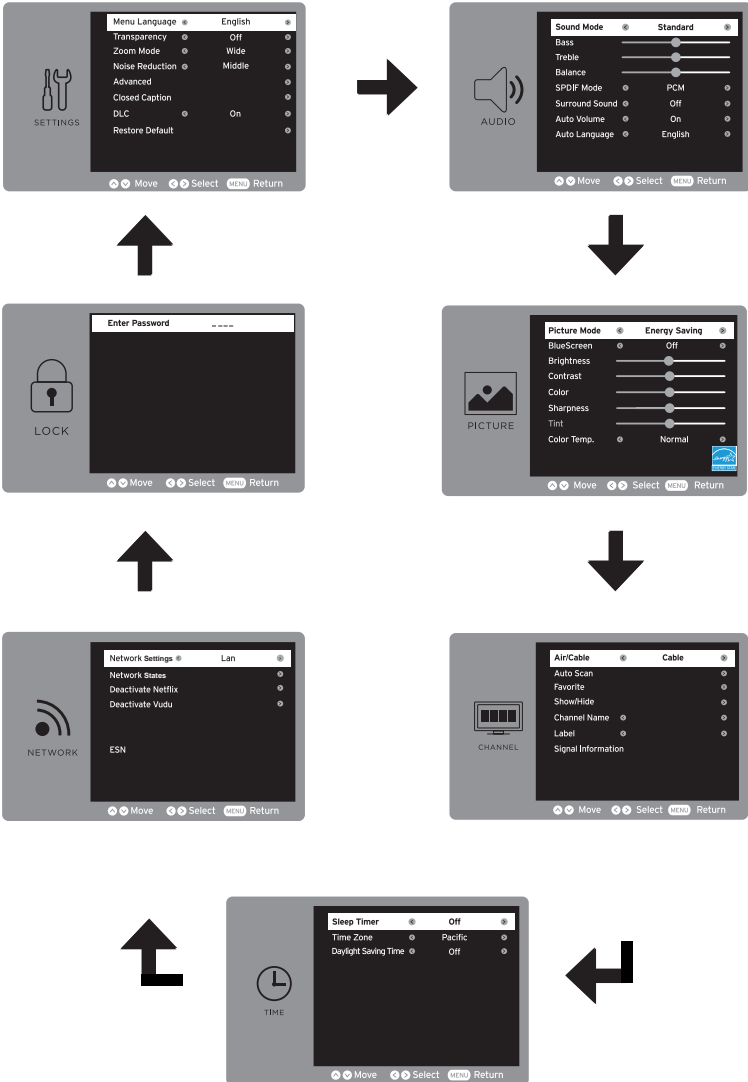 Menu Language English
Transparency Off
Zoom Mode Wide
Noise Reduction Middle
Advanced
Closed Caption
DLC On
Restore Default
SETTINGS
Move Select MENU Return
Sound Mode Standard
Bass
Treble
Balance
SPDIF Mode PCM
Surround Sound Off
Auto Volume On
Auto Language English
AUDIO
Move Select MENU Return
Enter Password _ _ _ _
LOCK
Move Select MENU Return
Picture Mode Energy Saving
BlueScreen Off
Brightness
Contrast
Color
Sharpness
Tint
Color Temp. Normal
PICTURE
ENERGY STAR
Move Select MENU Return
Network Settings Lan
Network States
Deactivate Netflix
Deactivate Vudu
ESN
NETWORK
Move Select MENU Return
Air/Cable Cable
Auto Scan
Favorite
Show/Hide
Channel Name
Label
Signal Information
CHANNEL
Move Select MENU Return
Sleep Timer Off
Time Zone Pacific
Daylight Saving Time Off
TIME
Move Select MENU Return